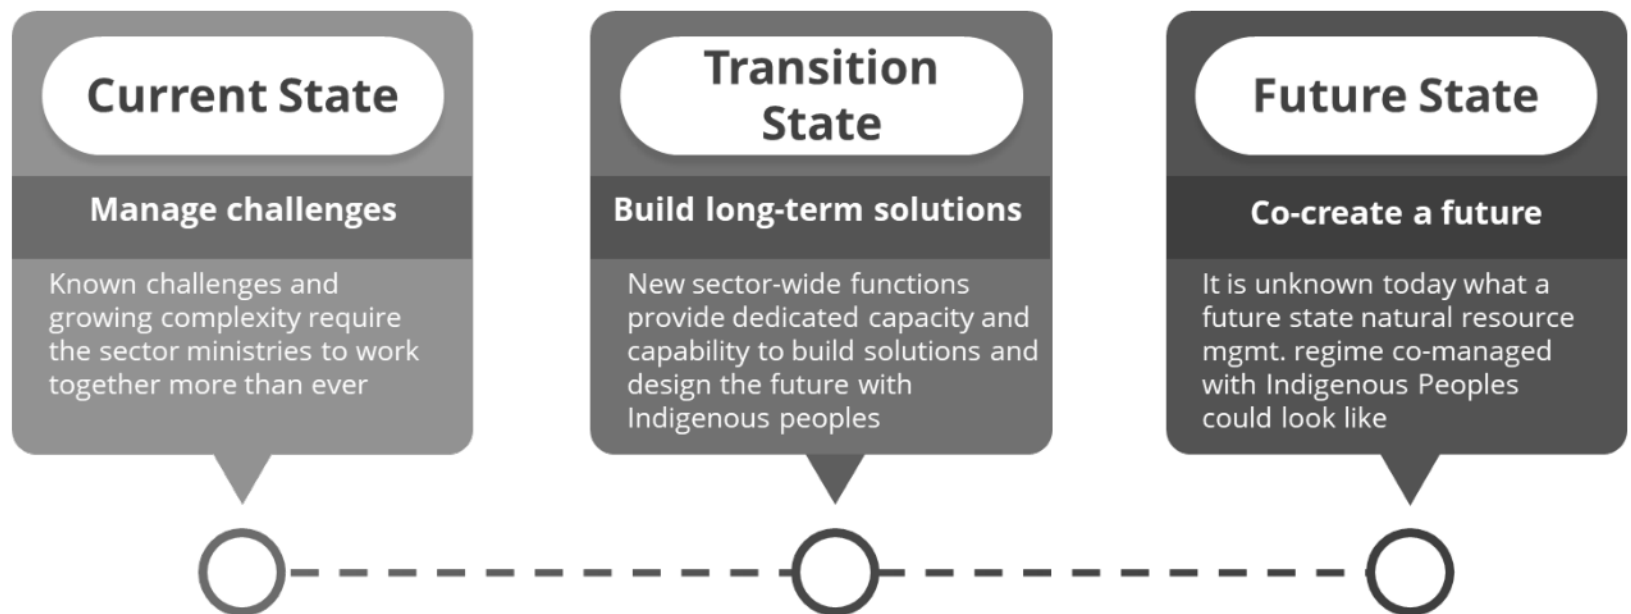 Current State
Manage challenges
Known challenges and
growing complexity require
the sector ministries to work
together more than ever
Transition
State
Build long-term solutions
New sector-wide functions
provide dedicated capacity and
capability to build solutions and
design the future with
Indigenous peoples
Future State
Co-create a future
It is unknown today what a
future state natural resource
mgmt. regime co-managed
with Indigenous Peoples
could look like